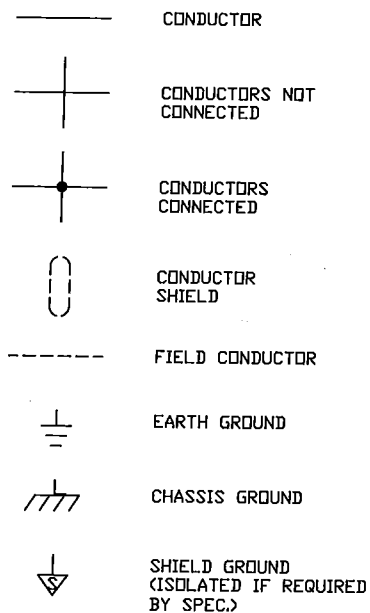 CONDUCTOR
CONDUCTORS NOT
CONNECTED
CONDUCTORS
CONNECTED
CONDUCTOR
SHIELD
FIELD CONDUCTOR
EARTH GROUND
CHASSIS GROUND
S
SHIELD GROUND
(ISOLATED IF REQUIRED
BY SPEC.)